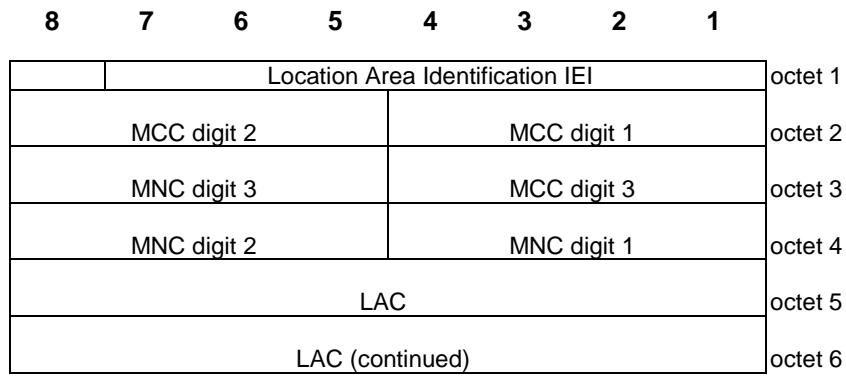 8 7 6 5 4 3 2 1
Location Area Identification IEI octet 1
MCC digit 2 MCC digit 1 octet 2
MNC digit 3 MCC digit 3 octet 3
MNC digit 2 MNC digit 1 octet 4
LAC octet 5
LAC (continued) octet 6